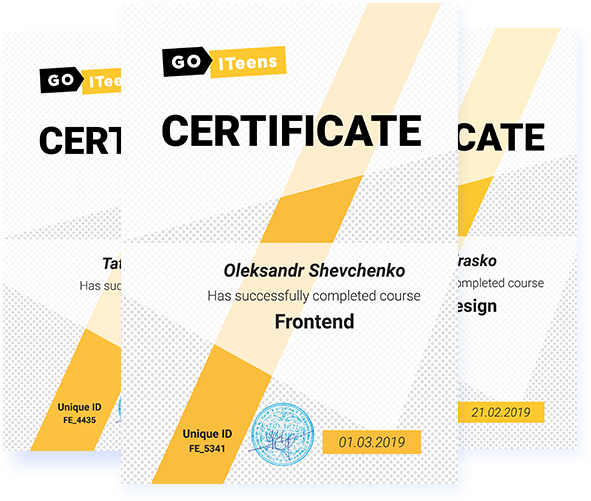 GO ITeens
CERT
Tat
Has suc
Unique ID
FE_4435
GO ITeens
CERTIFICATE
Oleksandr Shevchenko
Has successfully completed course
Frontend
Unique ID
FE_5341
01.03.2019
CATE
rasko
ompleted course
esign
21.02.2019